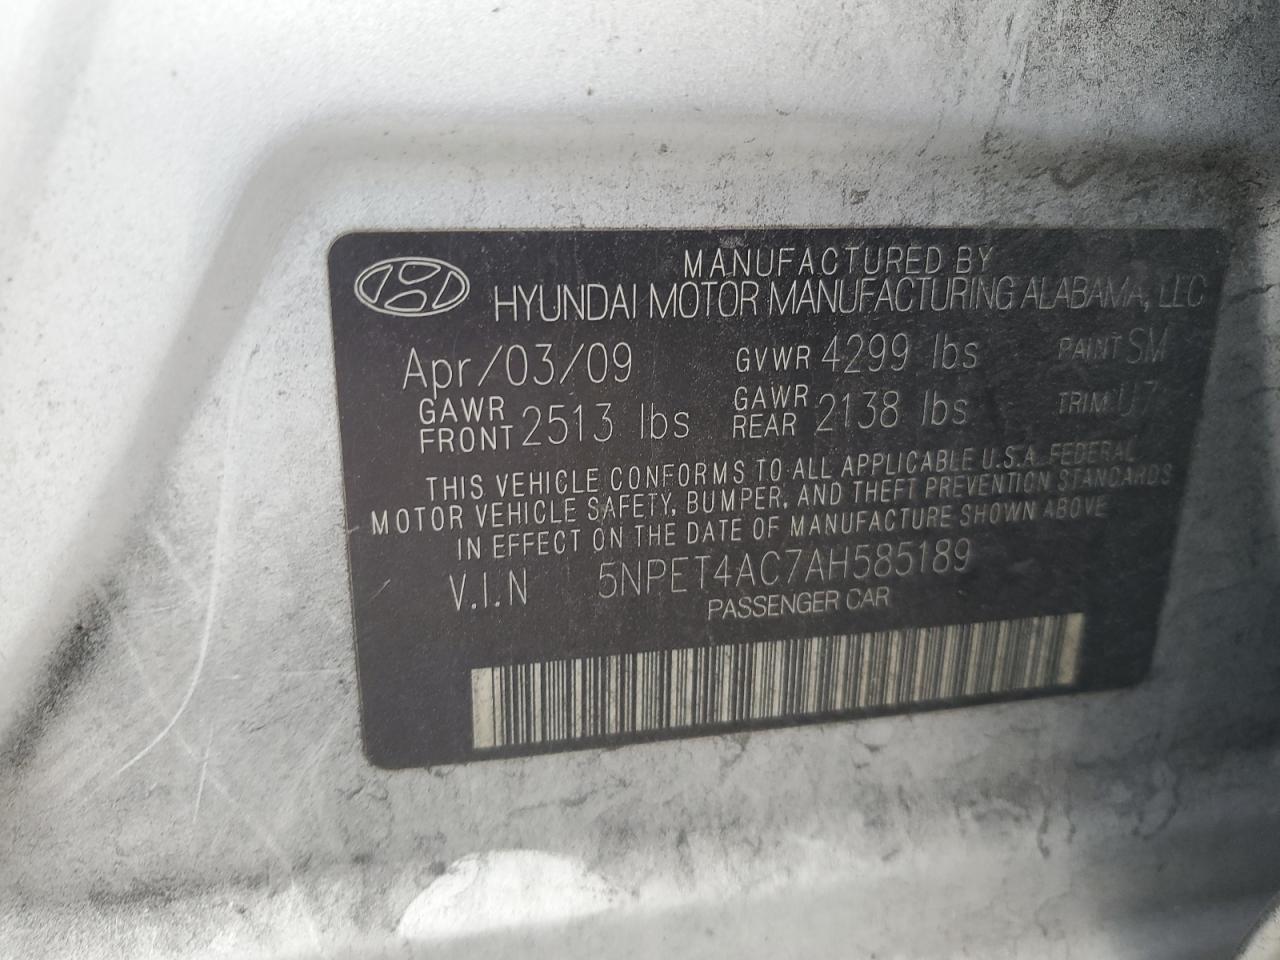 MANUFACTURED BY
HYUNDAI MOTOR MANUFACTURING ALABAMA, LLC
Apr/03/09 GVWR 4299 lbs PAINT SM
GAWR FRONT 2513 lbs GAWR REAR 2138 lbs TRIM U7
THIS VEHICLE CONFORMS TO ALL APPLICABLE U.S.A. FEDERAL
MOTOR VEHICLE SAFETY, BUMPER, AND THEFT PREVENTION STANDARDS
IN EFFECT ON THE DATE OF MANUFACTURE SHOWN ABOVE
V.I.N 5NPET4AC7AH585189
PASSENGER CAR